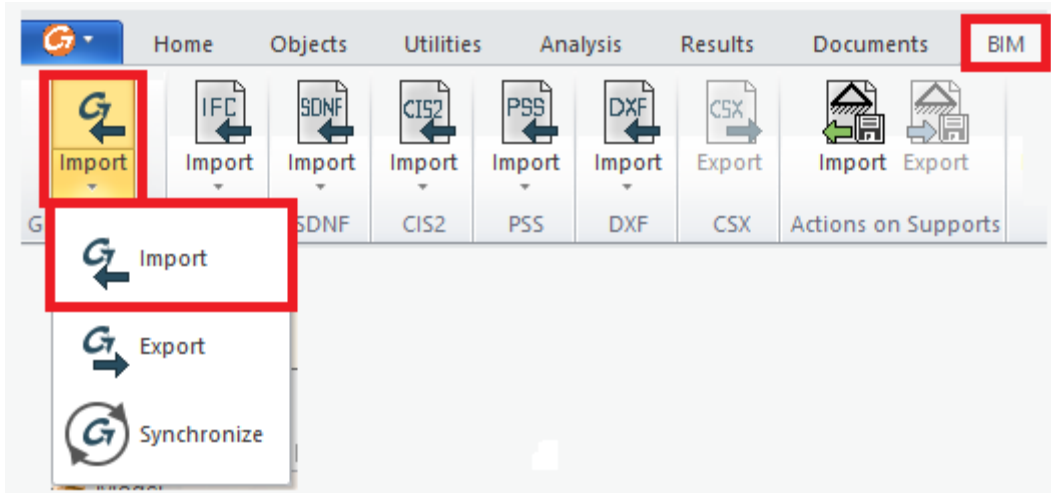 Home Objects Utilities Analysis Results Documents BIM
IFC SDNF CIS2 PSS DXF CSX
Import Import Import Import Import Import Export Import Export
G SDNF CIS2 PSS DXF CSX Actions on Supports
Import
Export
Synchronize